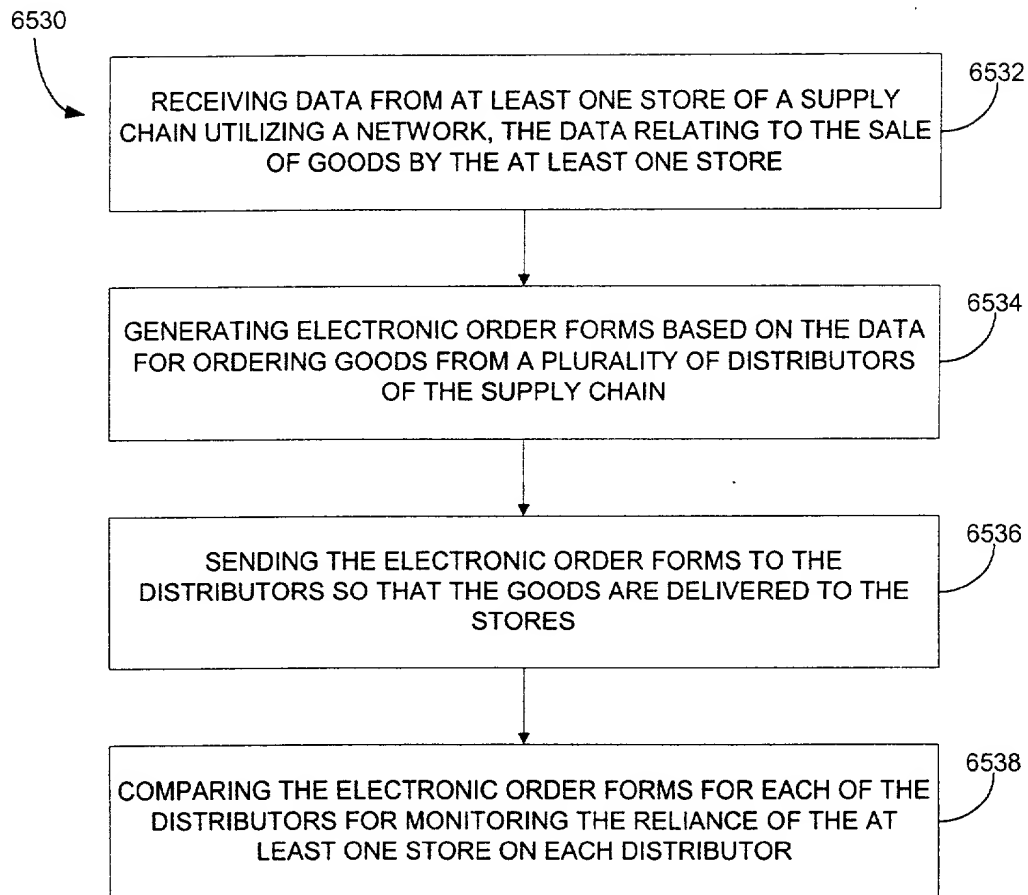 6530
6532
RECEIVING DATA FROM AT LEAST ONE STORE OF A SUPPLY
CHAIN UTILIZING A NETWORK, THE DATA RELATING TO THE SALE
OF GOODS BY THE AT LEAST ONE STORE
6534
GENERATING ELECTRONIC ORDER FORMS BASED ON THE DATA
FOR ORDERING GOODS FROM A PLURALITY OF DISTRIBUTORS
OF THE SUPPLY CHAIN
6536
SENDING THE ELECTRONIC ORDER FORMS TO THE
DISTRIBUTORS SO THAT THE GOODS ARE DELIVERED TO THE
STORES
6538
COMPARING THE ELECTRONIC ORDER FORMS FOR EACH OF THE
DISTRIBUTORS FOR MONITORING THE RELIANCE OF THE AT
LEAST ONE STORE ON EACH DISTRIBUTOR